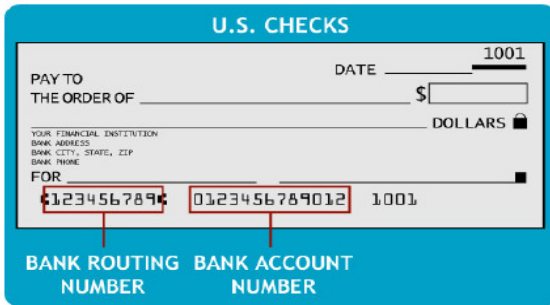 U.S. CHECKS
1001
DATE
PAY TO
THE ORDER OF $
DOLLARS
YOUR FINANCIAL INSTITUTION
BANK ADDRESS
BANK CITY, STATE, ZIP
BANK PHONE
FOR
⑆123456789⑆ 0123456789012 1001
BANK ROUTING NUMBER
BANK ACCOUNT NUMBER